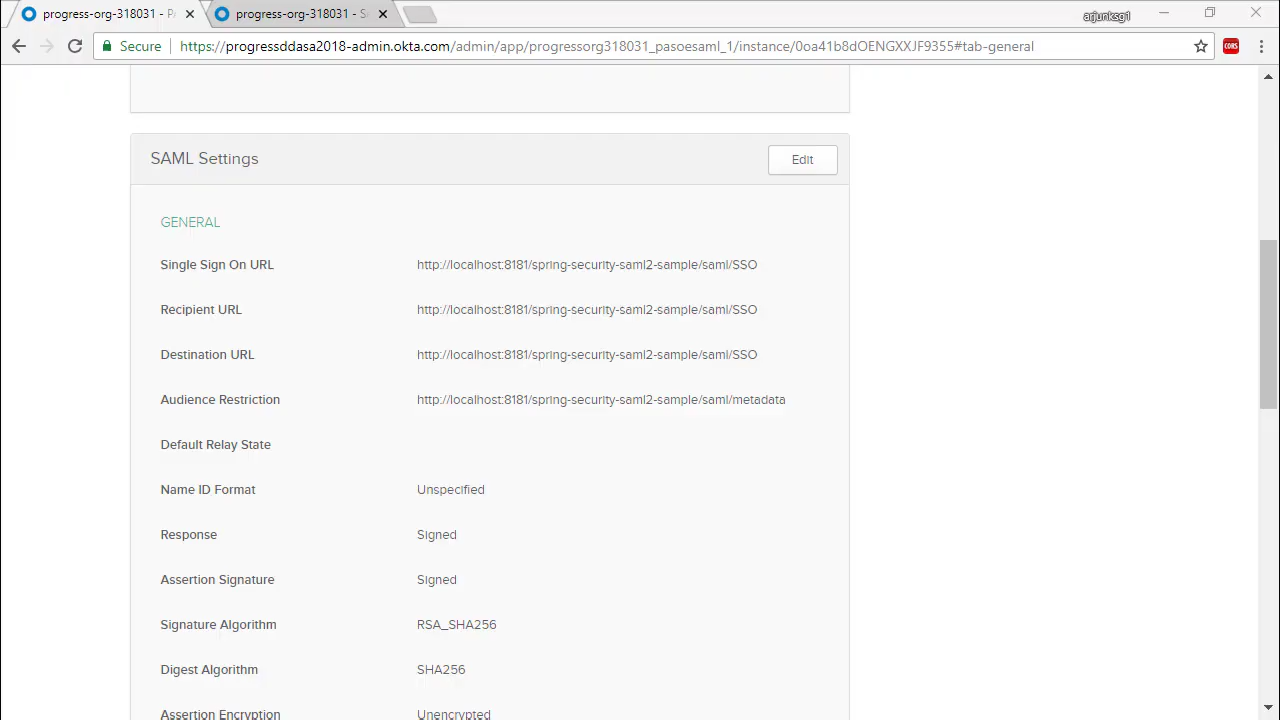 progress-org-318031 - P
progress-org-318031 - S
arjunksg1
Secure
https://progressddasa2018-admin.okta.com/admin/app/progressorg318031_pasoesaml_1/instance/0oa41b8dOENGXXJF9355#tab-general
CORS
SAML Settings
Edit
GENERAL
Single Sign On URL http://localhost:8181/spring-security-saml2-sample/saml/SSO
Recipient URL http://localhost:8181/spring-security-saml2-sample/saml/SSO
Destination URL http://localhost:8181/spring-security-saml2-sample/saml/SSO
Audience Restriction http://localhost:8181/spring-security-saml2-sample/saml/metadata
Default Relay State
Name ID Format Unspecified
Response Signed
Assertion Signature Signed
Signature Algorithm RSA_SHA256
Digest Algorithm SHA256
Assertion Encryption Unencrypted